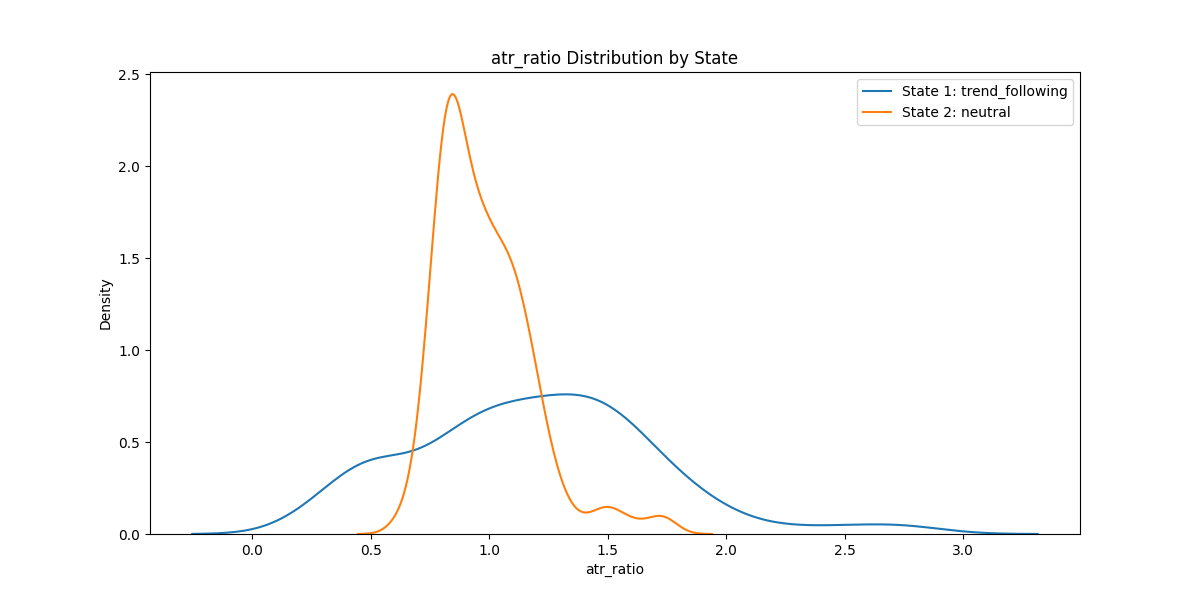 atr_ratio Distribution by State
State 1: trend_following
State 2: neutral
Density
2.5
2.0
1.5
1.0
0.5
0.0
0.0 0.5 1.0 1.5 2.0 2.5 3.0
atr_ratio